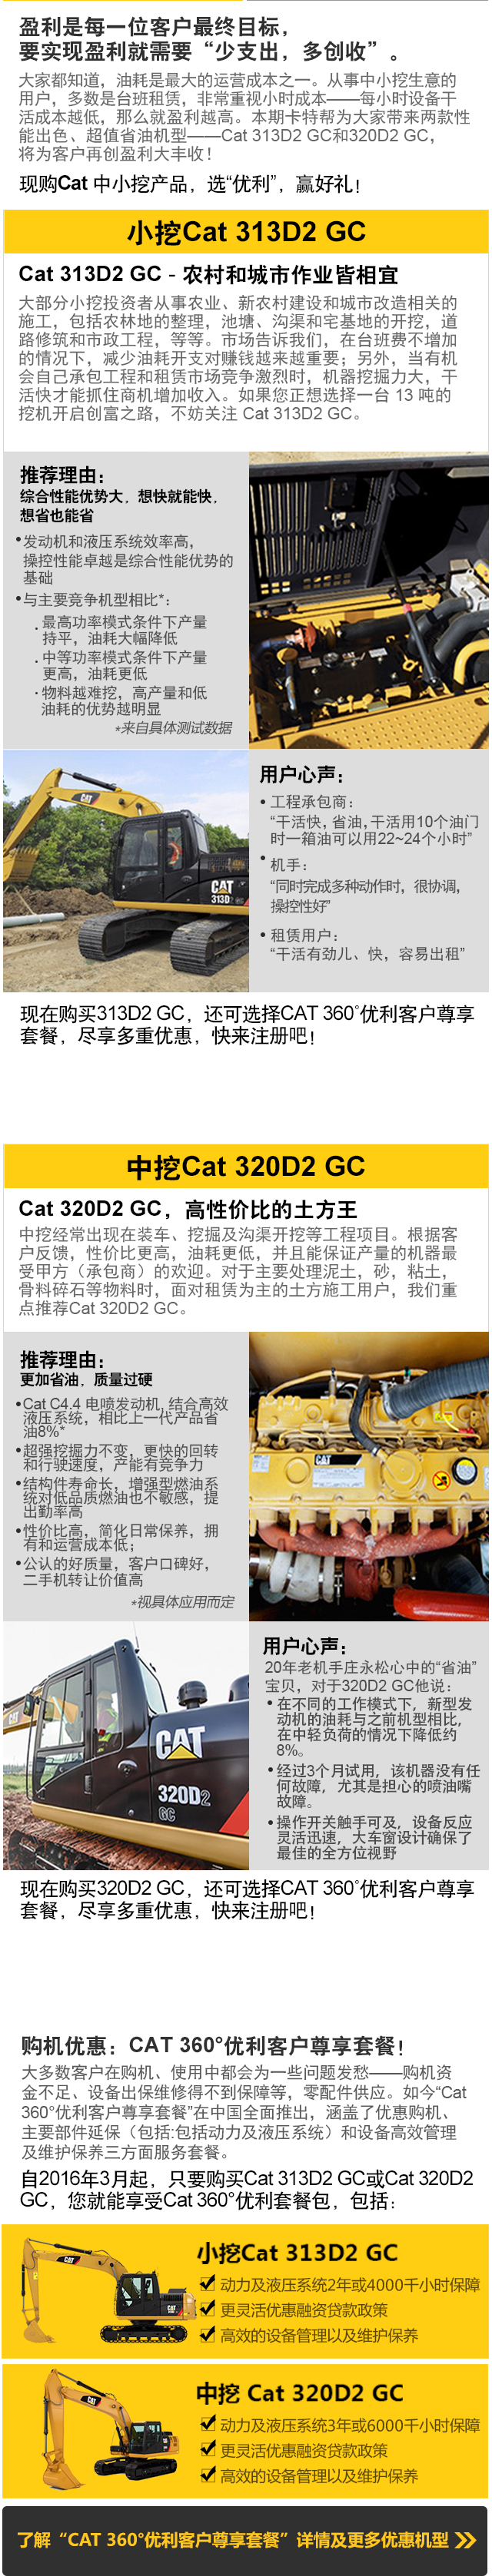 盈利是每一位客户最终目标，
要实现盈利就需要“少支出，多创收”。
大家都知道，油耗是最大的运营成本之一。从事中小挖生意的
用户，多数是台班租赁，非常重视小时成本——每小时设备干
活成本越低，那么就盈利越高。本期卡特帮为大家带来两款性
能出色、超值省油机型——Cat 313D2 GC和320D2 GC，
将为客户再创盈利大丰收！
现购Cat 中小挖产品，选“优利”，赢好礼！
小挖Cat 313D2 GC
Cat 313D2 GC - 农村和城市作业皆相宜
大部分小挖投资者从事农业、新农村建设和城市改造相关的
施工，包括农林地的整理，池塘、沟渠和宅基地的开挖，道
路修筑和市政工程，等等。市场告诉我们，在台班费不增加
的情况下，减少油耗开支对赚钱越来越重要；另外，当有机
会自己承包工程和租赁市场竞争激烈时，机器挖掘力大，干
活快才能抓住商机增加收入。如果您正想选择一台 13 吨的
挖机开启创富之路，不妨关注 Cat 313D2 GC。
推荐理由：
综合性能优势大，想快就能快，
想省也能省
•发动机和液压系统效率高，
操控性能卓越是综合性能优势的
基础
•与主要竞争机型相比*：
. 最高功率模式条件下产量
持平，油耗大幅降低
. 中等功率模式条件下产量
更高，油耗更低
· 物料越难挖，高产量和低
油耗的优势越明显
*来自具体测试数据
CAT
CAT
313D2 GC
用户心声：
• 工程承包商：
“干活快，省油，干活用10个油门
时一箱油可以用22~24个小时”
• 机手：
“同时完成多种动作时，很协调，
操控性好”
• 租赁用户：
“干活有劲儿、快，容易出租”
现在购买313D2 GC，还可选择CAT 360°优利客户尊享
套餐，尽享多重优惠，快来注册吧！
中挖Cat 320D2 GC
Cat 320D2 GC，高性价比的土方王
中挖经常出现在装车、挖掘及沟渠开挖等工程项目。根据客
户反馈，性价比更高，油耗更低，并且能保证产量的机器最
受甲方（承包商）的欢迎。对于主要处理泥土，砂，粘土，
骨料碎石等物料时，面对租赁为主的土方施工用户，我们重
点推荐Cat 320D2 GC。
推荐理由：
更加省油，质量过硬
•Cat C4.4 电喷发动机, 结合高效
液压系统，相比上一代产品省
油8%*
•超强挖掘力不变，更快的回转
和行驶速度，产能有竞争力
•结构件寿命长，增强型燃油系
统对低品质燃油也不敏感，提
出勤率高
•性价比高，简化日常保养，拥
有和运营成本低；
•公认的好质量，客户口碑好，
二手机转让价值高
*视具体应用而定
CAT
CAT
320D2
GC
用户心声：
20年老机手庄永松心中的“省油”
宝贝，对于320D2 GC他说：
• 在不同的工作模式下，新型发
动机的油耗与之前机型相比，
在中轻负荷的情况下降低约
8%。
• 经过3个月试用，该机器没有任
何故障，尤其是担心的喷油嘴
故障。
• 操作开关触手可及，设备反应
灵活迅速，大车窗设计确保了
最佳的全方位视野
现在购买320D2 GC，还可选择CAT 360°优利客户尊享
套餐，尽享多重优惠，快来注册吧！
购机优惠：CAT 360°优利客户尊享套餐！
大多数客户在购机、使用中都会为一些问题发愁——购机资
金不足、设备出保维修得不到保障等，零配件供应。如今“Cat
360°优利客户尊享套餐”在中国全面推出，涵盖了优惠购机、
主要部件延保（包括:包括动力及液压系统）和设备高效管理
及维护保养三方面服务套餐。
自2016年3月起，只要购买Cat 313D2 GC或Cat 320D2
GC，您就能享受Cat 360°优利套餐包，包括：
CAT
小挖Cat 313D2 GC
动力及液压系统2年或4000千小时保障
更灵活优惠融资贷款政策
高效的设备管理以及维护保养
CAT
中挖 Cat 320D2 GC
动力及液压系统3年或6000千小时保障
更灵活优惠融资贷款政策
高效的设备管理以及维护保养
了解“CAT 360°优利客户尊享套餐”详情及更多优惠机型